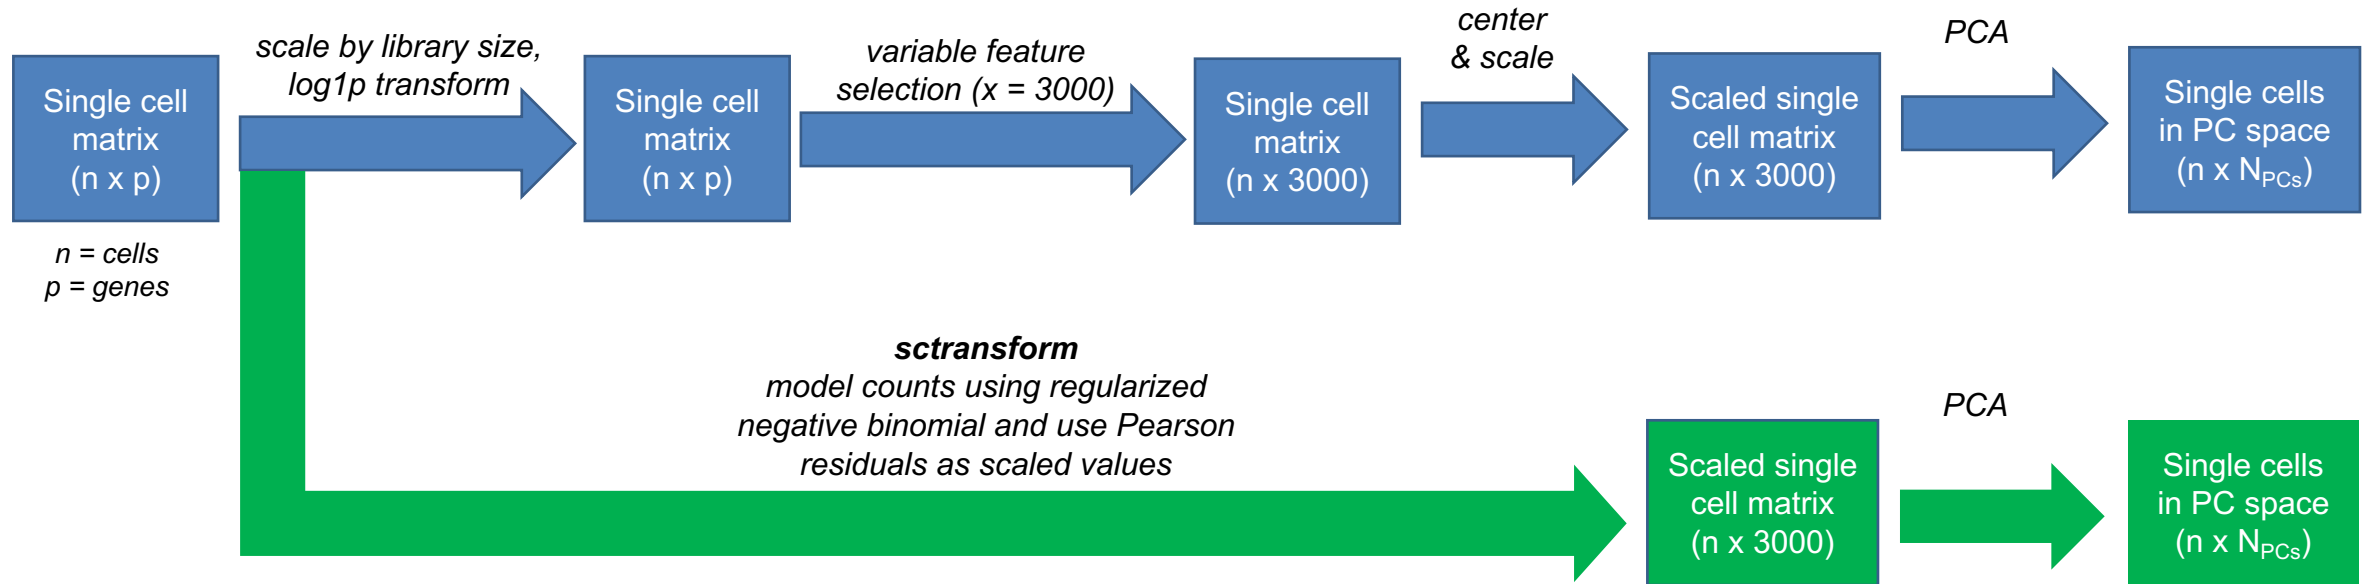 scale by library size,
log1p transform
variable feature
selection (x = 3000)
center
& scale
PCA
Single cell
matrix
(n x p)
Single cell
matrix
(n x p)
Single cell
matrix
(n x 3000)
Scaled single
cell matrix
(n x 3000)
Single cells
in PC space
(n x N_PCs)
n = cells
p = genes
sctransform
model counts using regularized
negative binomial and use Pearson
residuals as scaled values
PCA
Scaled single
cell matrix
(n x 3000)
Single cells
in PC space
(n x N_PCs)